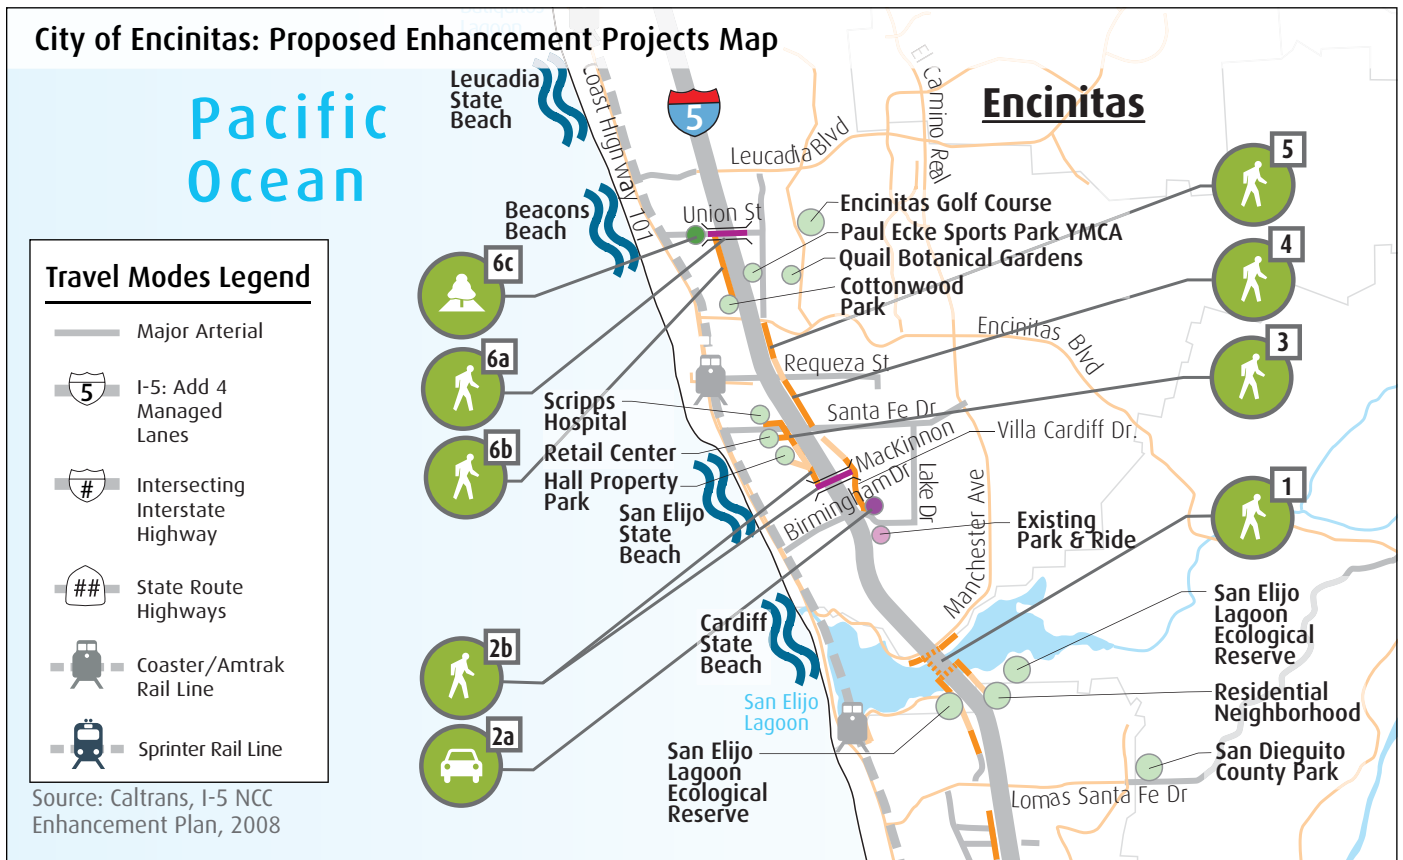 City of Encinitas: Proposed Enhancement Projects Map
Pacific
Ocean
Leucadia
State
Beach
Coast Highway 101
5
El Camino Real
Encinitas
Leucadia Blvd
Beacons
Beach
Union St
Encinitas Golf Course
Paul Ecke Sports Park YMCA
Quail Botanical Gardens
Cottonwood
Park
5
4
3
1
6c
6a
6b
2b
2a
Encinitas Blvd
Requeza St
Scripps
Hospital
Santa Fe Dr
Retail Center
Hall Property
Park
MacKinnon
Villa Cardiff Dr.
Birmingham Dr
Lake Dr
Manchester Ave
San Elijo
State
Beach
Existing
Park & Ride
Cardiff
State
Beach
San Elijo
Lagoon
San Elijo
Lagoon
Ecological
Reserve
Residential
Neighborhood
San Dieguito
County Park
San Elijo
Lagoon
Ecological
Reserve
Lomas Santa Fe Dr
Travel Modes Legend
Major Arterial
5
I-5: Add 4
Managed
Lanes
#
Intersecting
Interstate
Highway
##
State Route
Highways
Coaster/Amtrak
Rail Line
Sprinter Rail Line
Source: Caltrans, I-5 NCC
Enhancement Plan, 2008